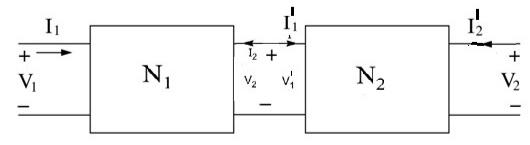 I₁ I₁' I₂'
+ I₂ + +
V₁ N₁ V₂ V₁' N₂ V₂
− − −